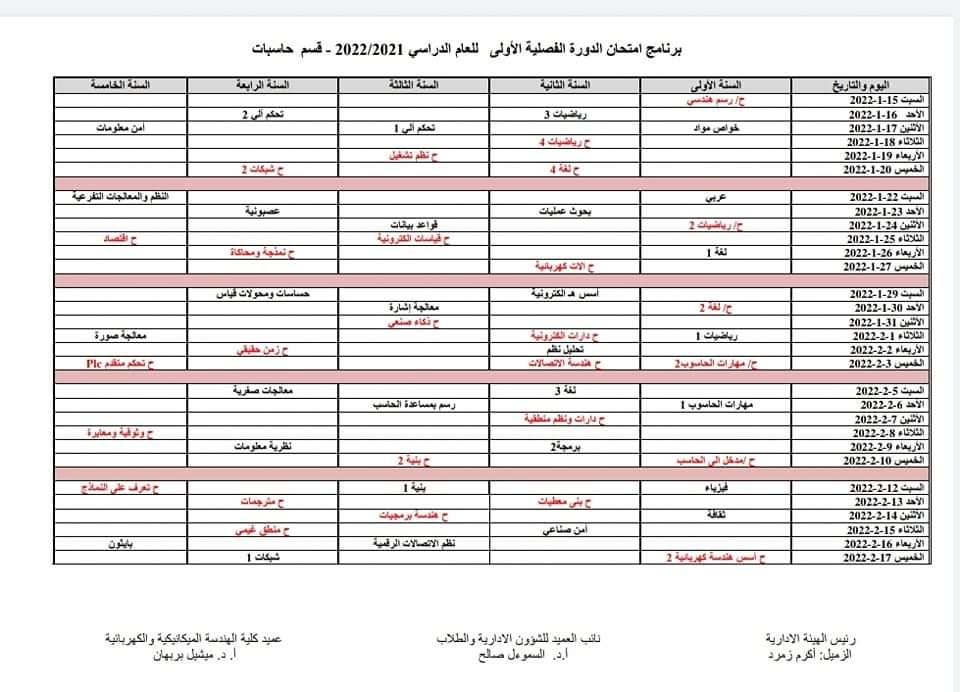 برنامج امتحان الدورة الفصلية الأولى للعام الدراسي 2022/2021 - قسم حاسبات
اليوم والتاريخ السنة الأولى السنة الثانية السنة الثالثة السنة الرابعة السنة الخامسة
السبت 15-1-2022 ح/ رسم هندسي
الأحد 16-1-2022 رياضيات 3 تحكم آلي 2
الأثنين 17-1-2022 خواص مواد تحكم آلي 1 أمن معلومات
الثلاثاء 18-1-2022 ح رياضيات 4
الأربعاء 19-1-2022 ح نظم تشغيل
الخميس 20-1-2022 ح لغة 4 ح شبكات 2
السبت 22-1-2022 عربي النظم والمعالجات التفرعية
الأحد 23-1-2022 بحوث عمليات عصبونية
الأثنين 24-1-2022 ح/ رياضيات 2 قواعد بيانات
الثلاثاء 25-1-2022 ح قياسات الكترونية ح اقتصاد
الأربعاء 26-1-2022 لغة 1 ح نمذجة ومحاكاة
الخميس 27-1-2022 ح الات كهربائية
السبت 29-1-2022 أسس هـ الكترونية حساسات ومحولات قياس
الأحد 30-1-2022 ح/ لغة 2 معالجة إشارة
الأثنين 31-1-2022 ح ذكاء صنعي
الثلاثاء 1-2-2022 رياضيات 1 ح دارات الكترونية معالجة صورة
الأربعاء 2-2-2022 تحليل نظم ح زمن حقيقي
الخميس 3-2-2022 ح/ مهارات الحاسوب2 ح هندسة الاتصالات ح تحكم متقدم Plc
السبت 5-2-2022 لغة 3 معالجات صغرية
الأحد 6-2-2022 مهارات الحاسوب 1 رسم بمساعدة الحاسب
الأثنين 7-2-2022 ح دارات ونظم منطقية
الثلاثاء 8-2-2022 ح وثوقية ومعايرة
الأربعاء 9-2-2022 برمجة2 نظرية معلومات
الخميس 10-2-2022 ح /مدخل الى الحاسب ح بنية 2
السبت 12-2-2022 فيزياء بنية 1 ح تعرف على النماذج
الأحد 13-2-2022 ح بنى معطيات ح مترجمات
الأثنين 14-2-2022 ثقافة ح هندسة برمجيات
الثلاثاء 15-2-2022 أمن صناعي ح منطق غيمي
الأربعاء 16-2-2022 نظم الاتصالات الرقمية بايثون
الخميس 17-2-2022 ح أسس هندسة كهربائية 2 شبكات 1
رئيس الهيئة الادارية نائب العميد للشؤون الادارية والطلاب عميد كلية الهندسة الميكانيكية والكهربائية
الزميل: أكرم زمرد أ.د. السموءل صالح أ. د. ميشيل بربهان